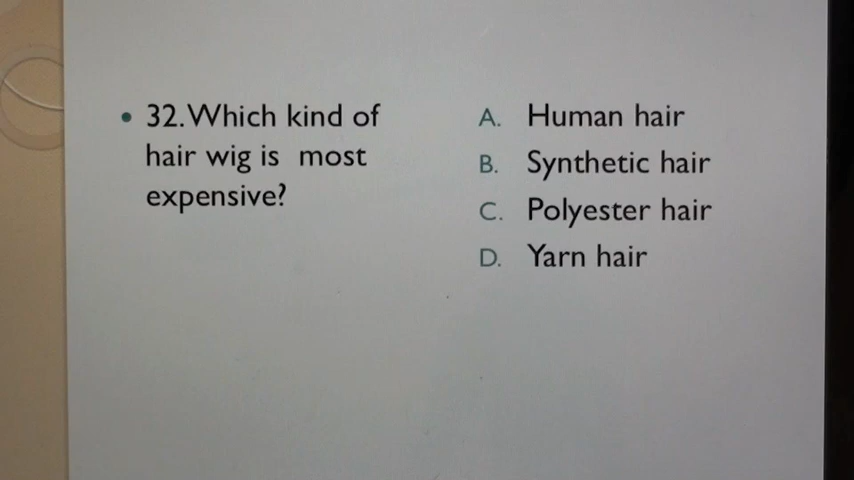 • 32. Which kind of
hair wig is  most
expensive?
A. Human hair
B. Synthetic hair
C. Polyester hair
D. Yarn hair